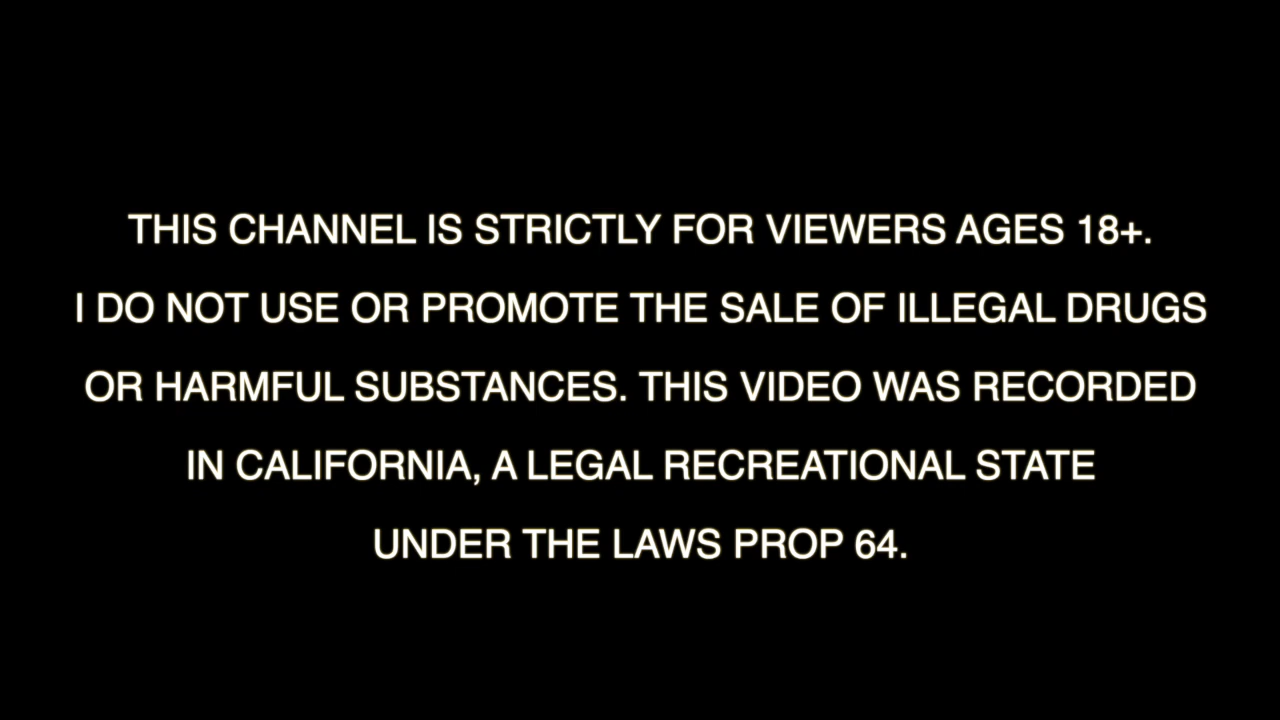 THIS CHANNEL IS STRICTLY FOR VIEWERS AGES 18+.
I DO NOT USE OR PROMOTE THE SALE OF ILLEGAL DRUGS
OR HARMFUL SUBSTANCES. THIS VIDEO WAS RECORDED
IN CALIFORNIA, A LEGAL RECREATIONAL STATE
UNDER THE LAWS PROP 64.